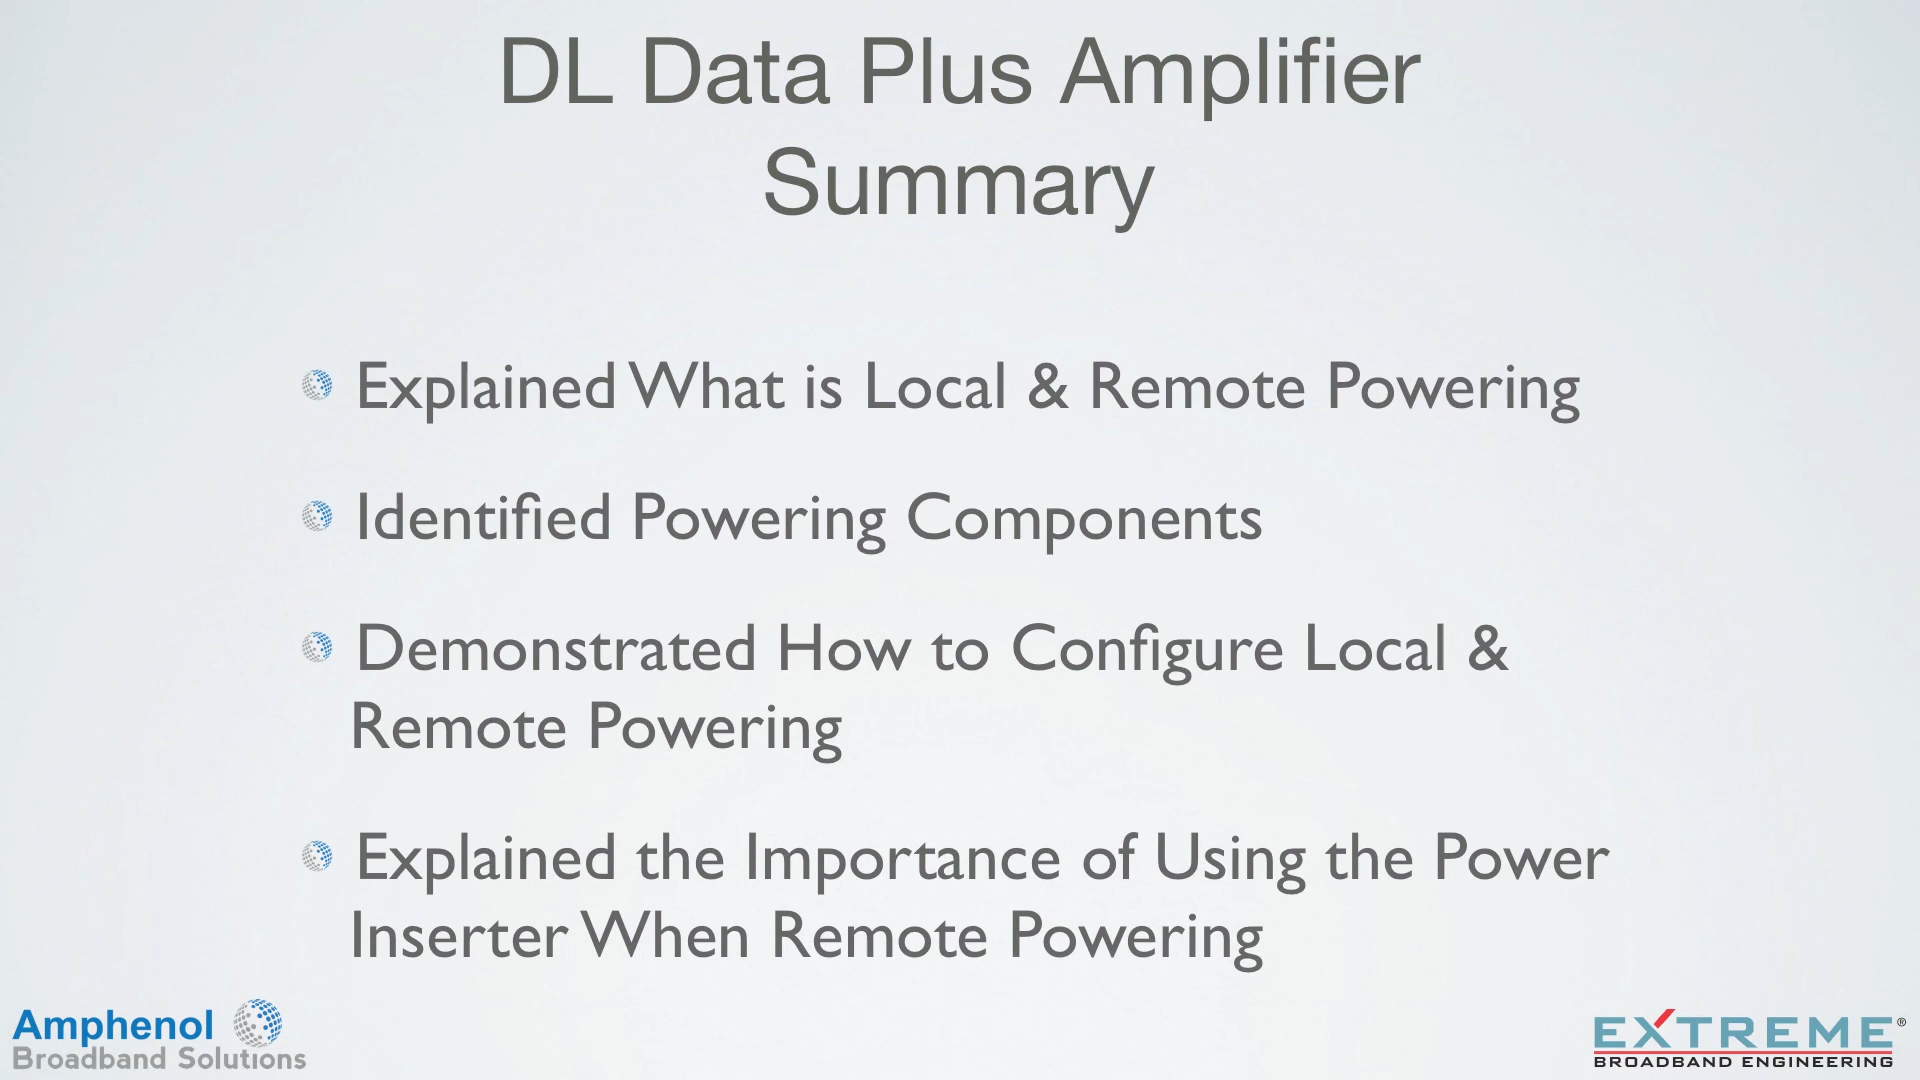 DL Data Plus Amplifier
Summary
Explained What is Local & Remote Powering
Identified Powering Components
Demonstrated How to Configure Local &
Remote Powering
Explained the Importance of Using the Power
Inserter When Remote Powering
Amphenol
Broadband Solutions
EXTREME®
BROADBAND ENGINEERING